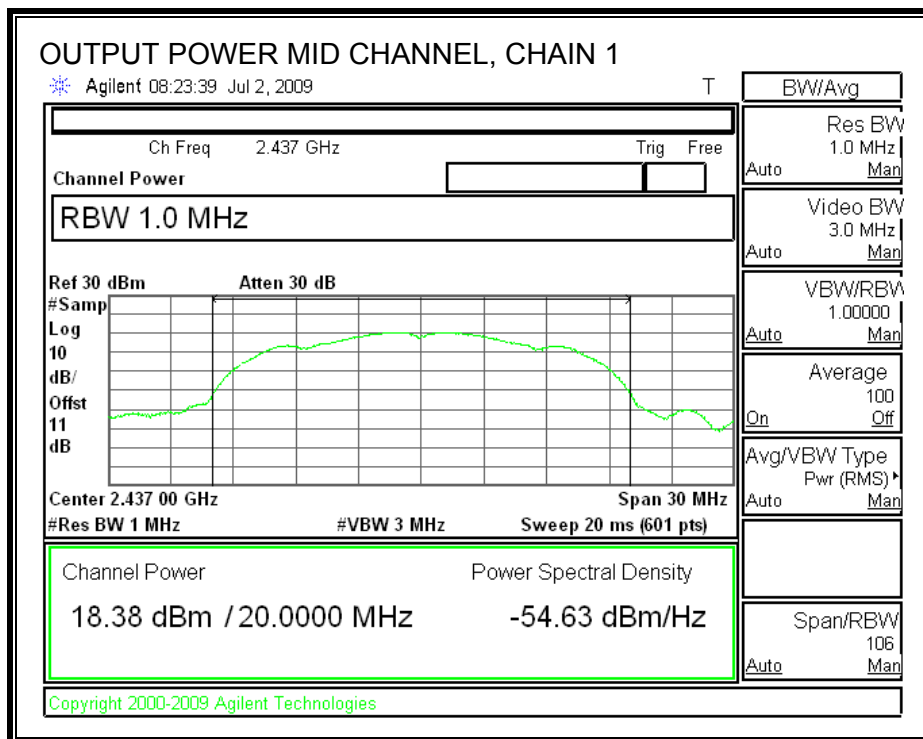 OUTPUT POWER MID CHANNEL, CHAIN 1
Agilent 08:23:39 Jul 2, 2009 T
Ch Freq 2.437 GHz Trig Free
Channel Power
RBW 1.0 MHz
Ref 30 dBm Atten 30 dB
#Samp
Log
10
dB/
Offst
11
dB
Center 2.437 00 GHz Span 30 MHz
#Res BW 1 MHz #VBW 3 MHz Sweep 20 ms (601 pts)
Channel Power Power Spectral Density
18.38 dBm / 20.0000 MHz -54.63 dBm/Hz
Copyright 2000-2009 Agilent Technologies
BW/Avg
Res BW
1.0 MHz
Auto Man
Video BW
3.0 MHz
Auto Man
VBW/RBW
1.00000
Auto Man
Average
100
On Off
Avg/VBW Type
Pwr (RMS)
Auto Man
Span/RBW
106
Auto Man